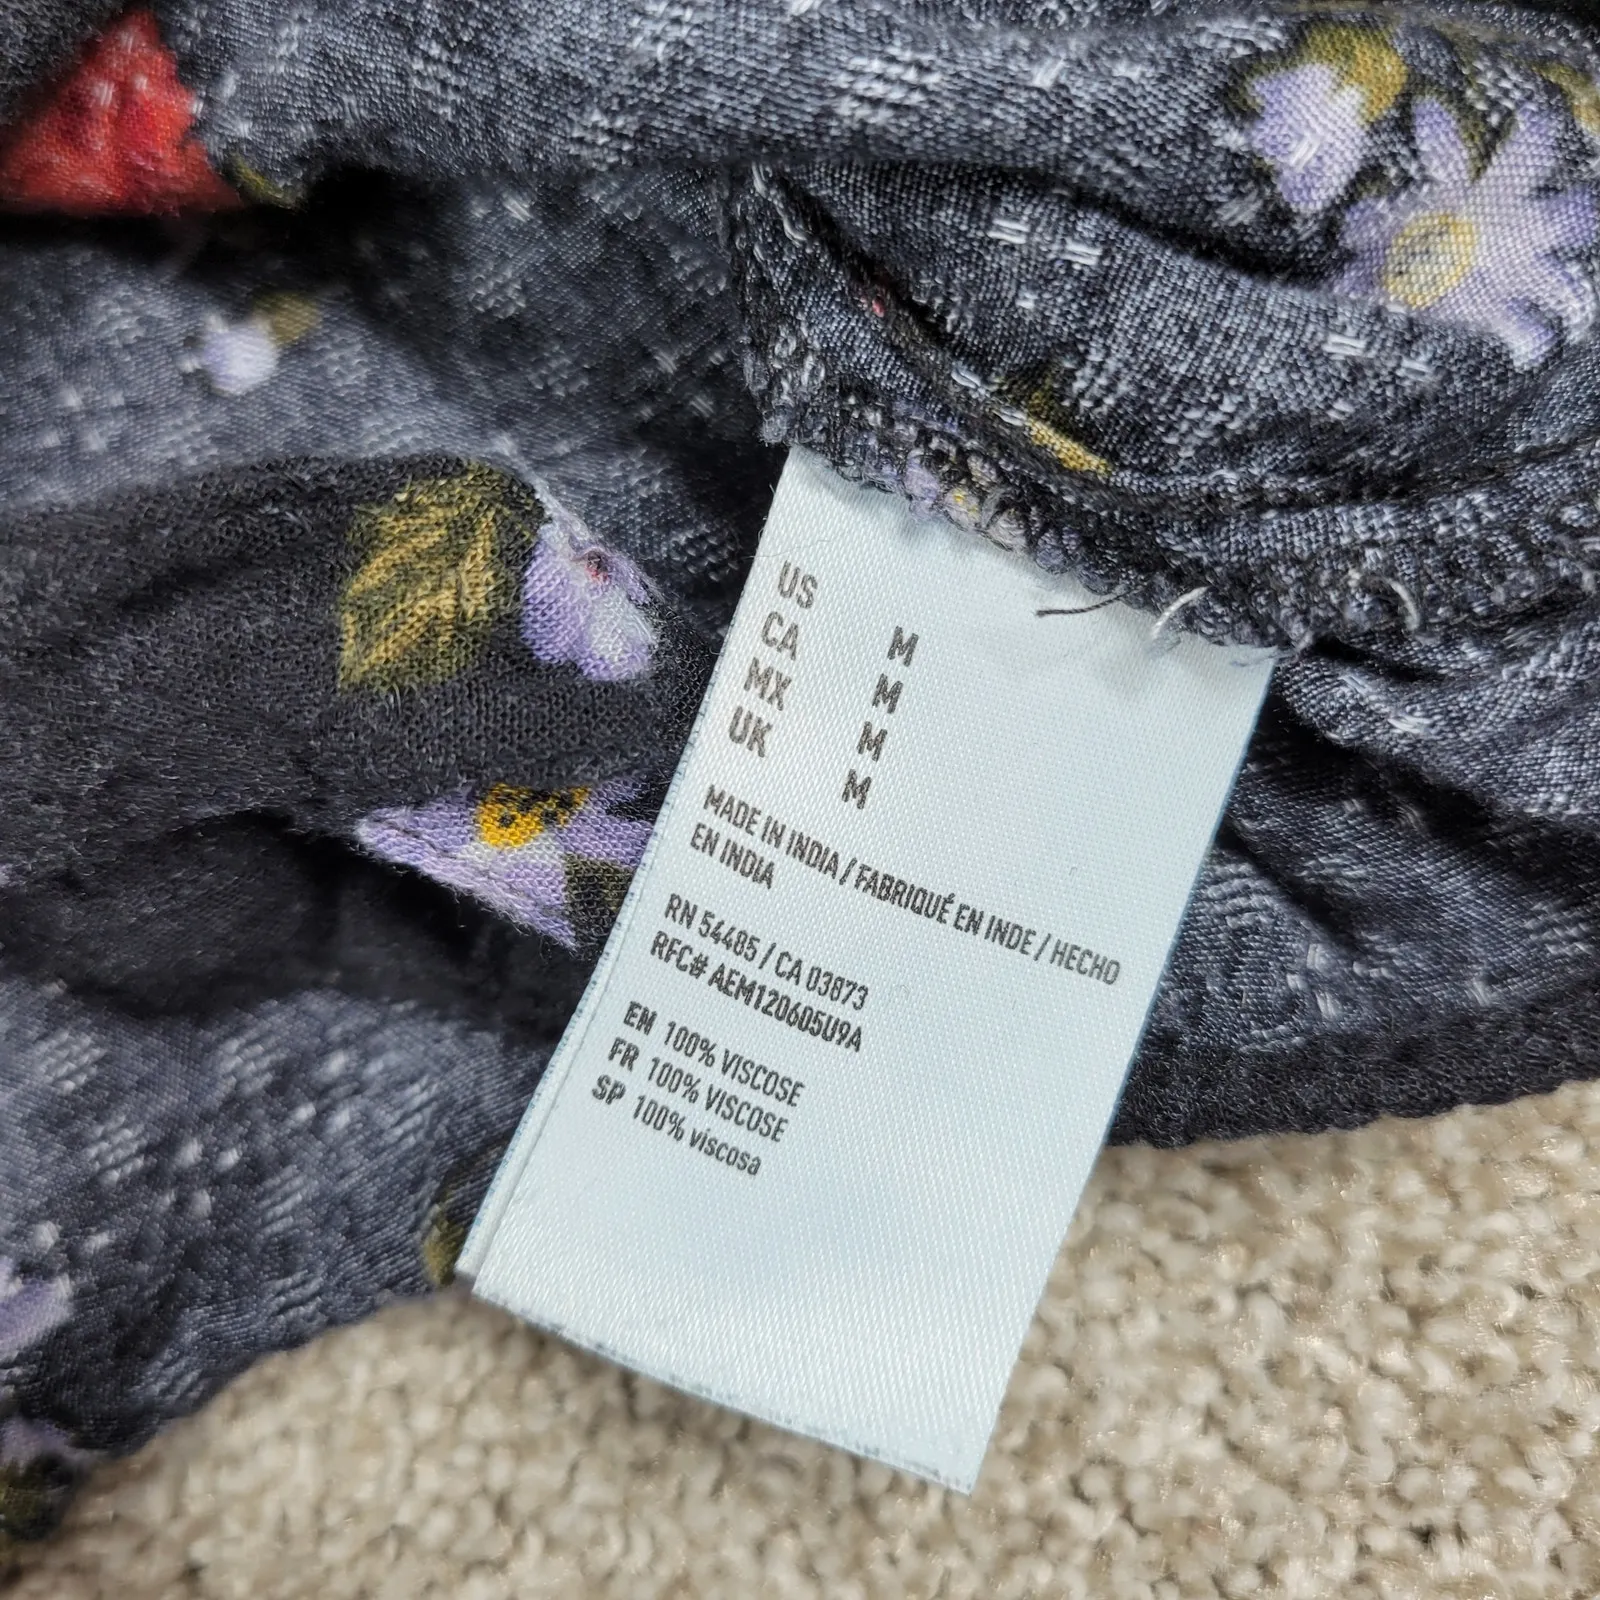 US M
CA M
MX M
UK M
MADE IN INDIA / FABRIQUÉ EN INDE / HECHO
EN INDIA
RN 54485 / CA 03873
RFC# AEM120605U9A
EN 100% VISCOSE
FR 100% VISCOSE
SP 100% viscosa